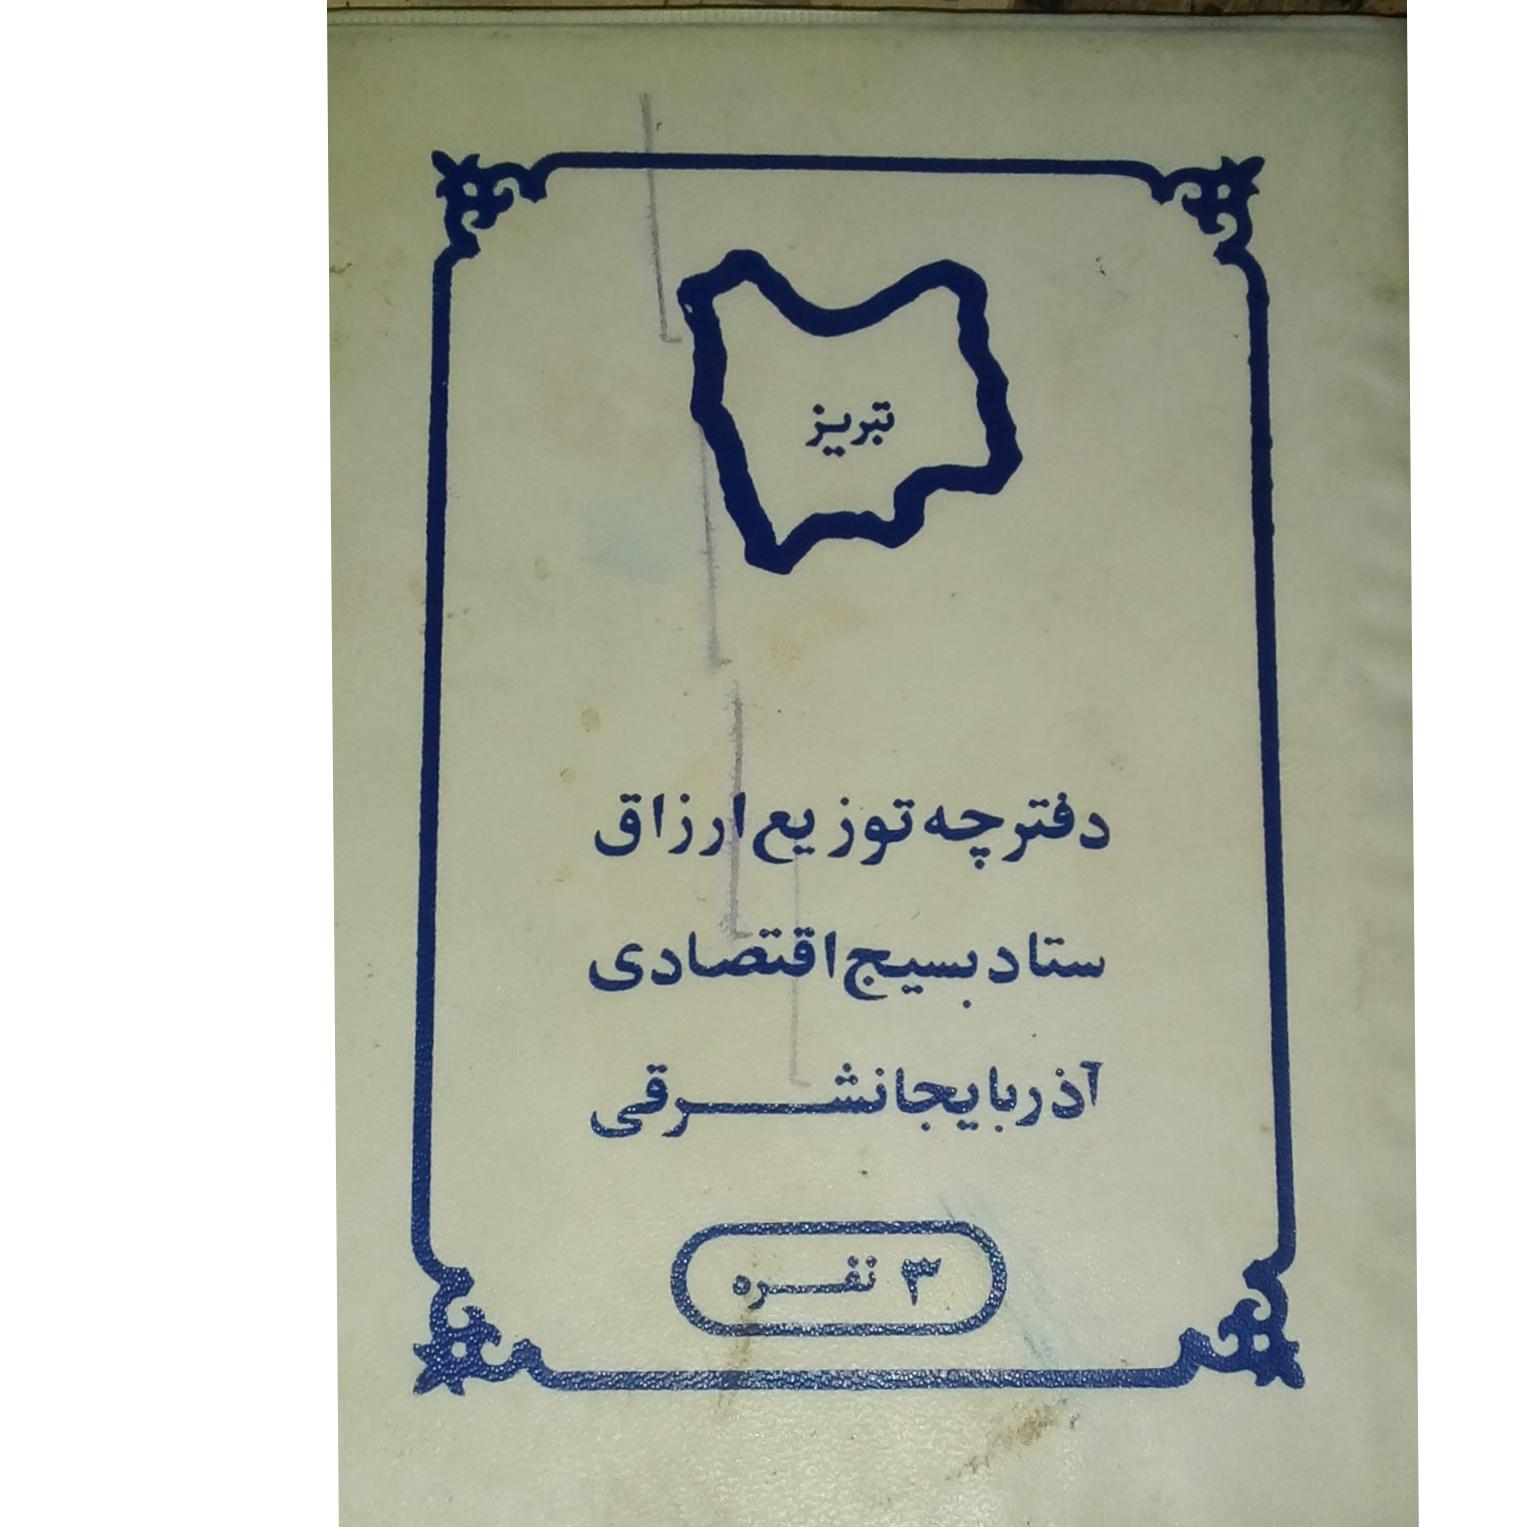 تبریز
دفترچه توزیع ارزاق
ستاد بسیج اقتصادی
آذربایجانشرقی
۳ نفره